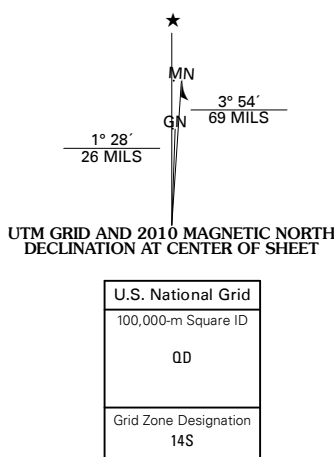 ★
MN
3° 54´
69 MILS
GN
1° 28´
26 MILS
UTM GRID AND 2010 MAGNETIC NORTH
DECLINATION AT CENTER OF SHEET
U.S. National Grid
100,000-m Square ID
QD
Grid Zone Designation
14S